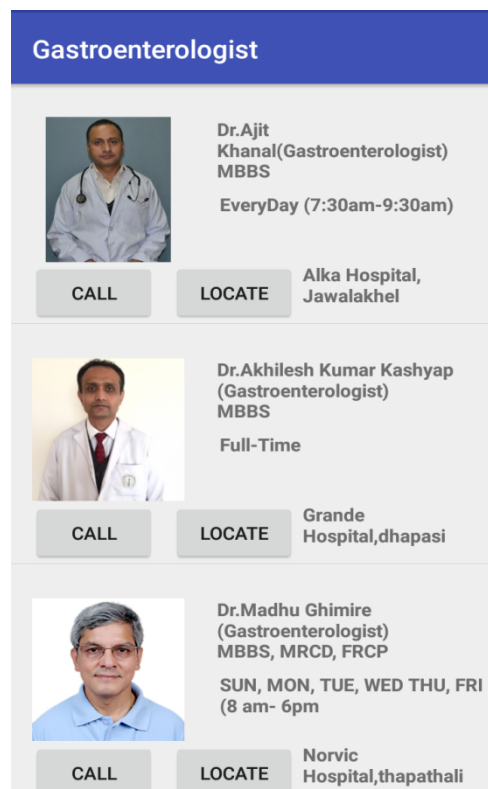 Gastroenterologist
Dr.Ajit
Khanal(Gastroenterologist)
MBBS
EveryDay (7:30am-9:30am)
CALL
LOCATE
Alka Hospital,
Jawalakhel
Dr.Akhilesh Kumar Kashyap
(Gastroenterologist)
MBBS
Full-Time
CALL
LOCATE
Grande
Hospital,dhapasi
Dr.Madhu Ghimire
(Gastroenterologist)
MBBS, MRCD, FRCP
SUN, MON, TUE, WED THU, FRI
(8 am- 6pm
CALL
LOCATE
Norvic
Hospital,thapathali